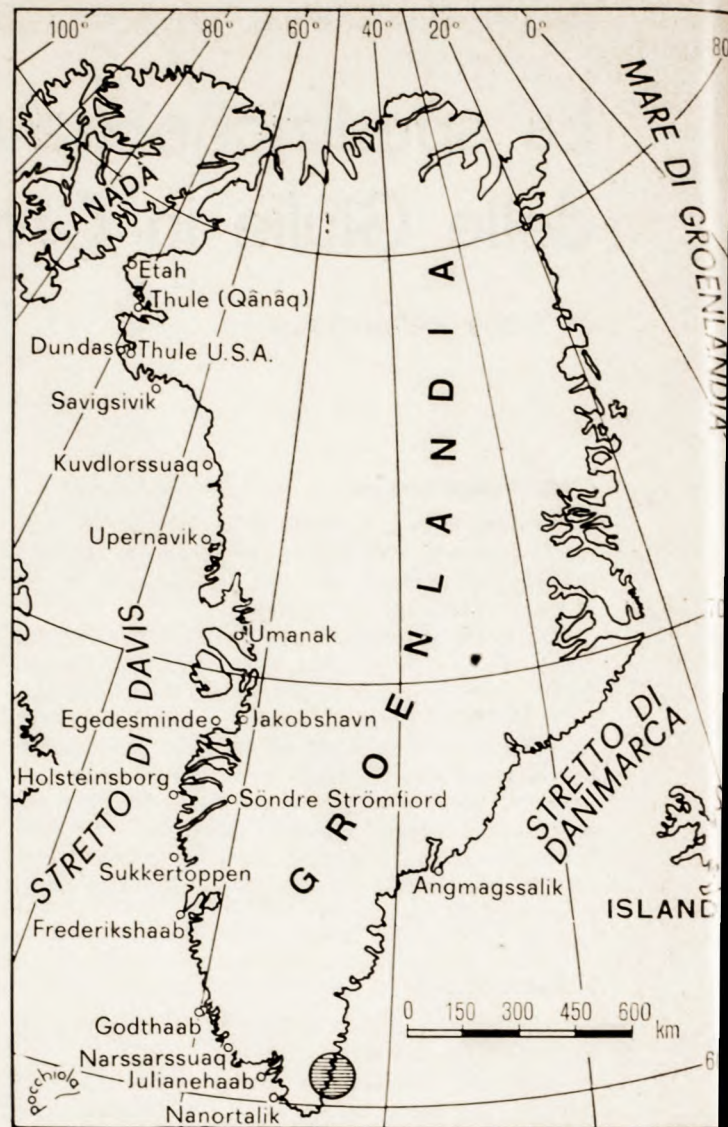 100° 80° 60° 40° 20° 0° 80
MARE DI GROENLANDIA
CANADA
Etah
Thule (Qânâq)
Dundas Thule U.S.A.
Savigsivik
Kuvdlorssuaq
Upernavik
Umanak
STRETTO DI DAVIS
Egedesminde Jakobshavn
Holsteinsborg
Söndre Strömfiord
GROENLANDIA
STRETTO DI
DANIMARCA
Sukkertoppen
Angmagssalik
ISLAND
Frederikshaab
Godthaab
0 150 300 450 600
km
Narssarssuaq
Julianehaab
Nanortalik
6
Pocchiola